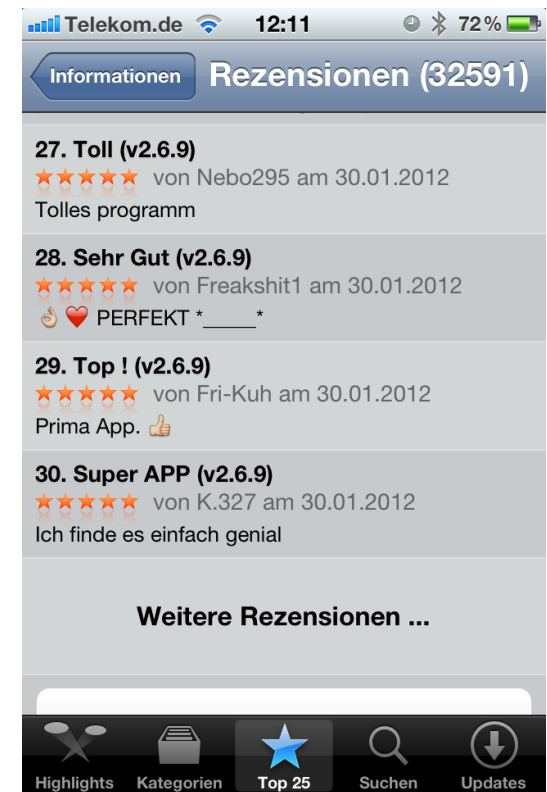 Telekom.de 12:11 72%
Informationen Rezensionen (32591)
27. Toll (v2.6.9)
von Nebo295 am 30.01.2012
Tolles programm
28. Sehr Gut (v2.6.9)
von Freakshit1 am 30.01.2012
👌❤️ PERFEKT *_____*
29. Top ! (v2.6.9)
von Fri-Kuh am 30.01.2012
Prima App. 👍
30. Super APP (v2.6.9)
von K.327 am 30.01.2012
Ich finde es einfach genial
Weitere Rezensionen ...
Highlights Kategorien Top 25 Suchen Updates